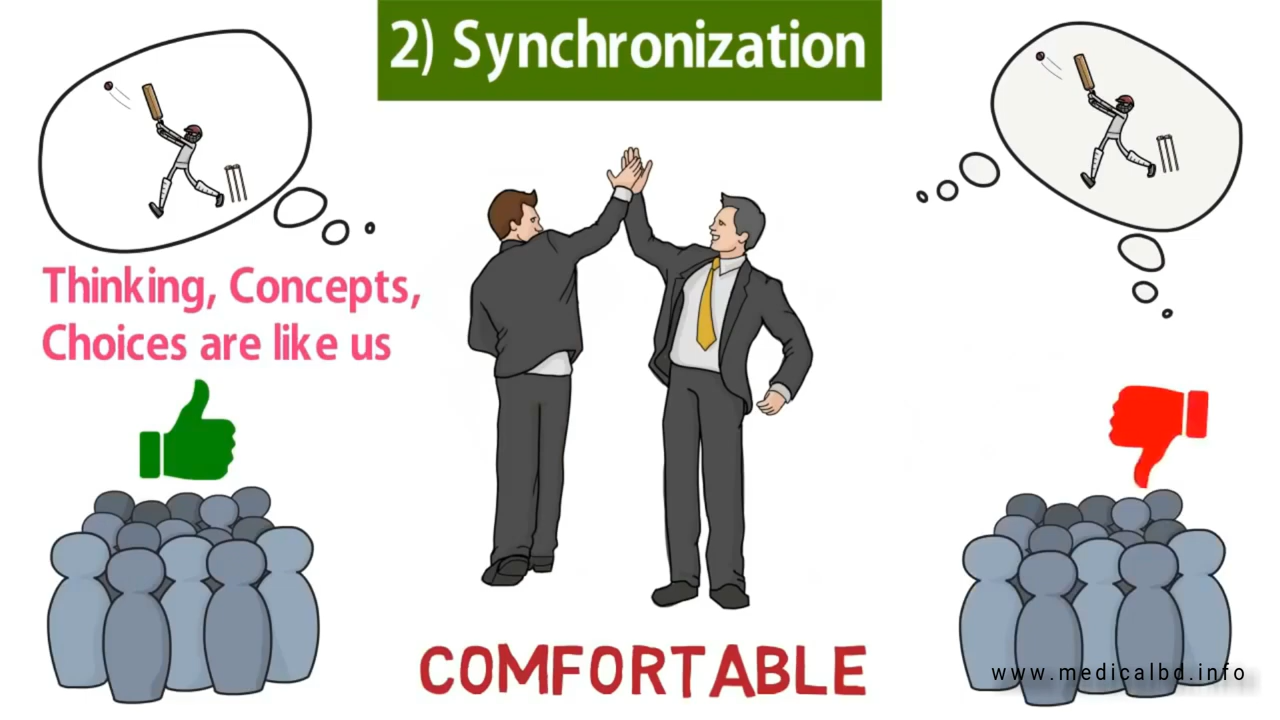 2) Synchronization
Thinking, Concepts,
Choices are like us
COMFORTABLE
www.medicalbd.info